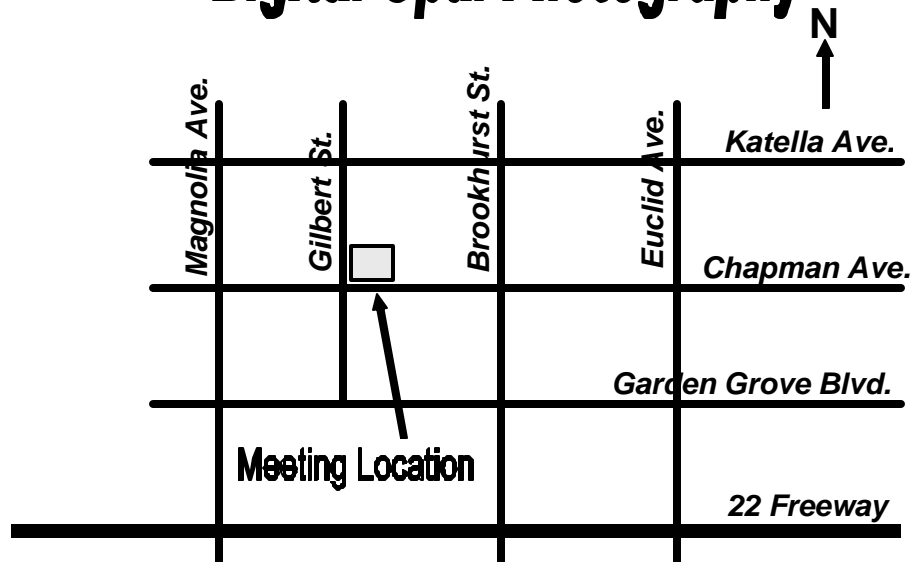 Photography
N
Magnolia Ave.
Gilbert St.
Brookhurst St.
Euclid Ave.
Katella Ave.
Chapman Ave.
Garden Grove Blvd.
Meeting Location
22 Freeway